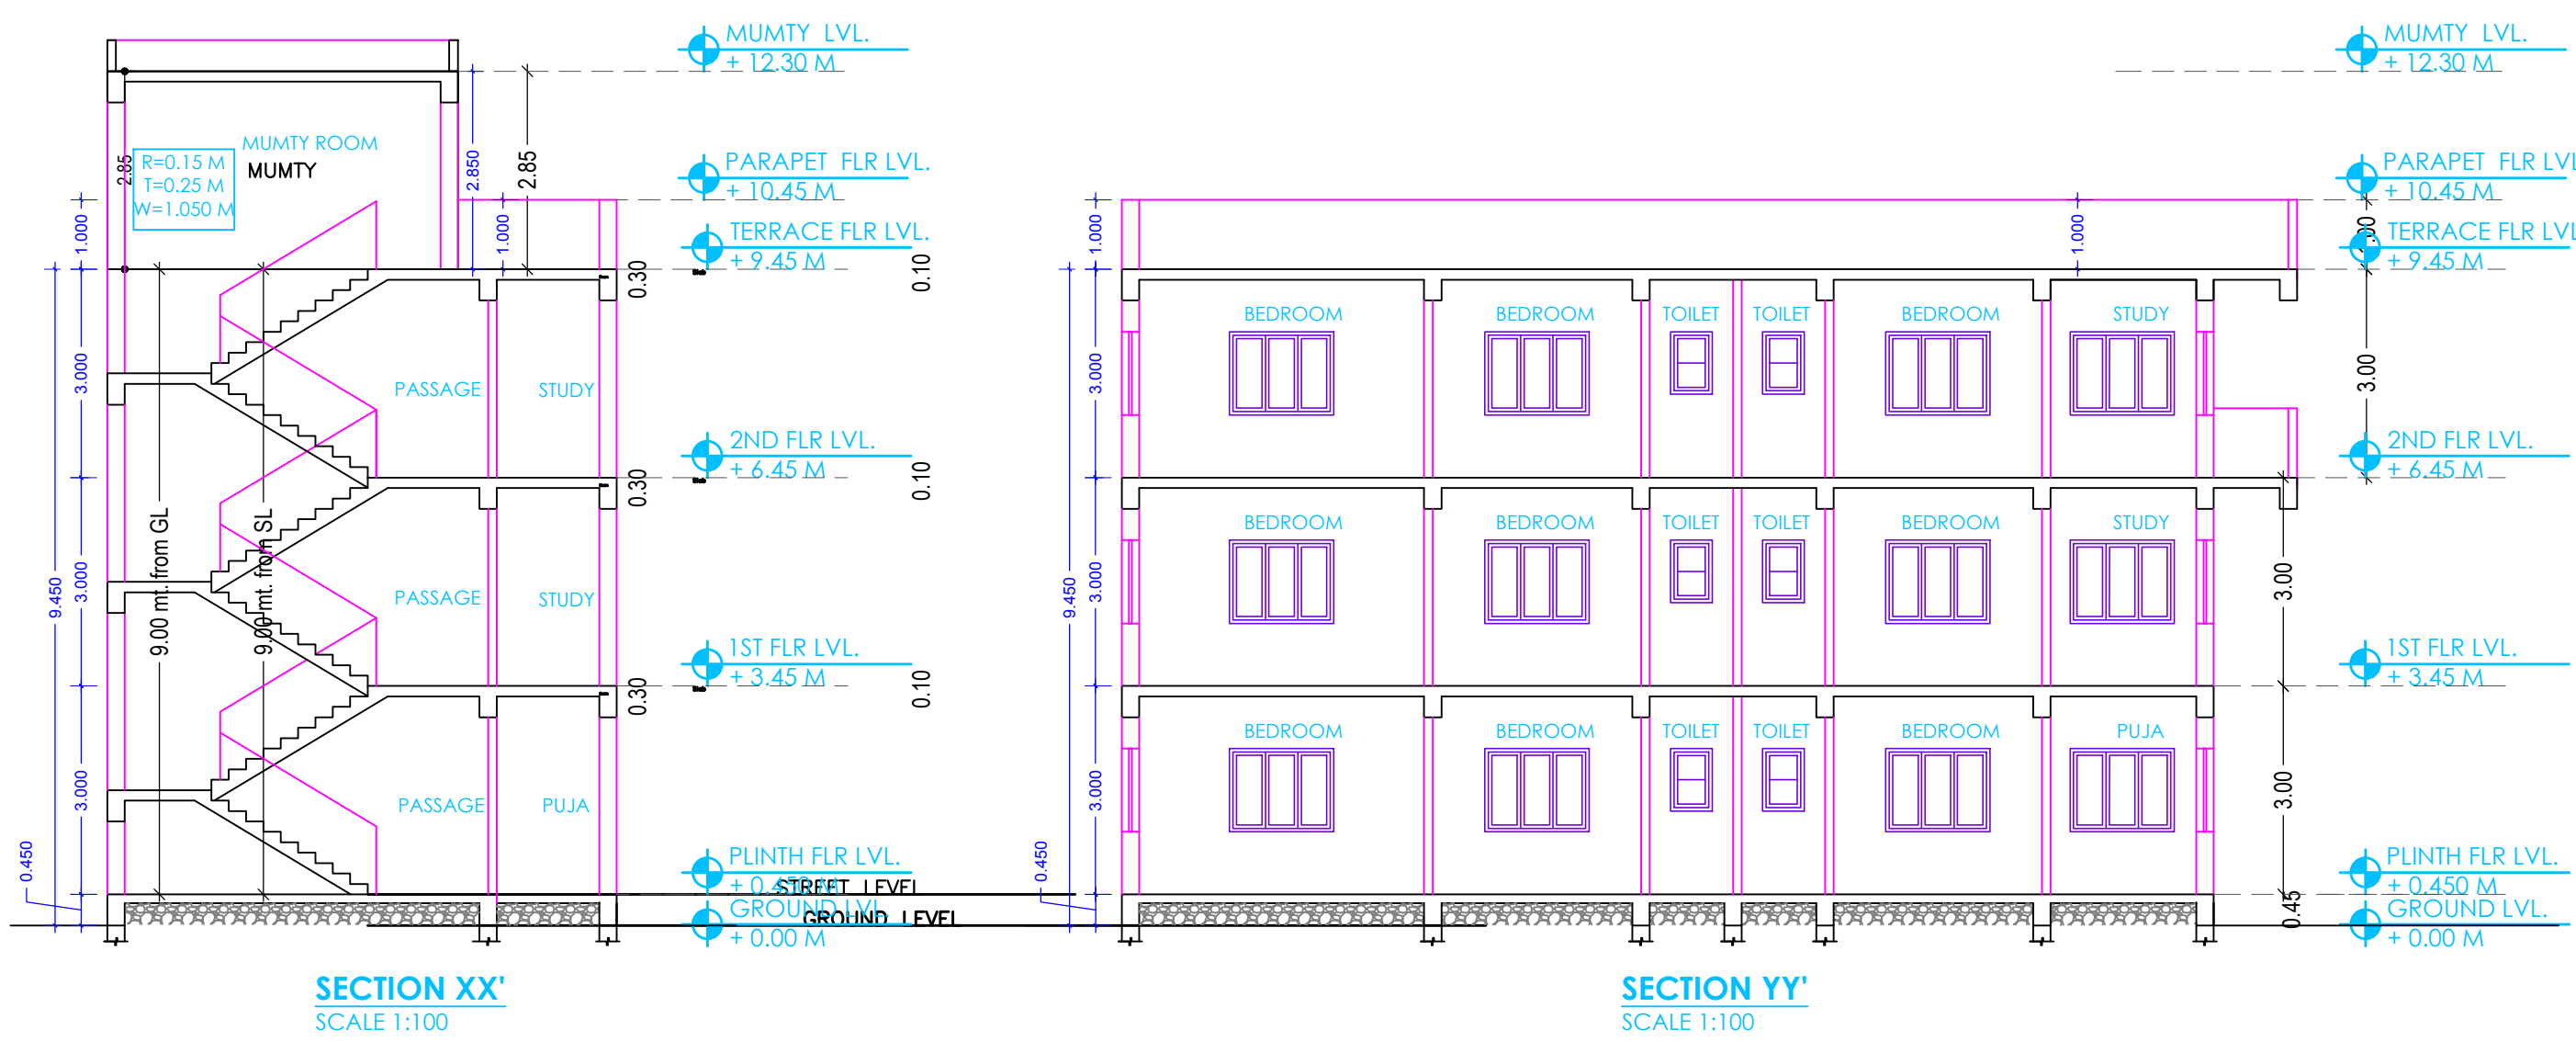 MUMTY LVL.
+ 12.30 M
MUMTY ROOM
MUMTY
R=0.15 M
T=0.25 M
W=1.050 M
2.85
2.850
2.85
PARAPET FLR LVL.
+ 10.45 M
1.000
1.000
TERRACE FLR LVL.
+ 9.45 M
0.30
0.10
3.000
PASSAGE
STUDY
2ND FLR LVL.
+ 6.45 M
0.30
0.10
9.00 mt. from GL
9.00 mt. from SL
9.450
3.000
PASSAGE
STUDY
1ST FLR LVL.
+ 3.45 M
0.30
0.10
3.000
PASSAGE
PUJA
0.450
PLINTH FLR LVL.
+ 0.450 M
STREET LEVEL
GROUND LVL.
GROUND LEVEL
+ 0.00 M
SECTION XX'
SCALE 1:100
MUMTY LVL.
+ 12.30 M
PARAPET FLR LVL
+ 10.45 M
1.000
1.000
TERRACE FLR LVL
+ 9.45 M
BEDROOM
BEDROOM
TOILET
TOILET
BEDROOM
STUDY
3.000
3.00
2ND FLR LVL.
+ 6.45 M
BEDROOM
BEDROOM
TOILET
TOILET
BEDROOM
STUDY
9.450
3.000
3.00
1ST FLR LVL.
+ 3.45 M
BEDROOM
BEDROOM
TOILET
TOILET
BEDROOM
PUJA
3.000
3.00
0.450
PLINTH FLR LVL.
+ 0.450 M
0.45
GROUND LVL.
+ 0.00 M
SECTION YY'
SCALE 1:100